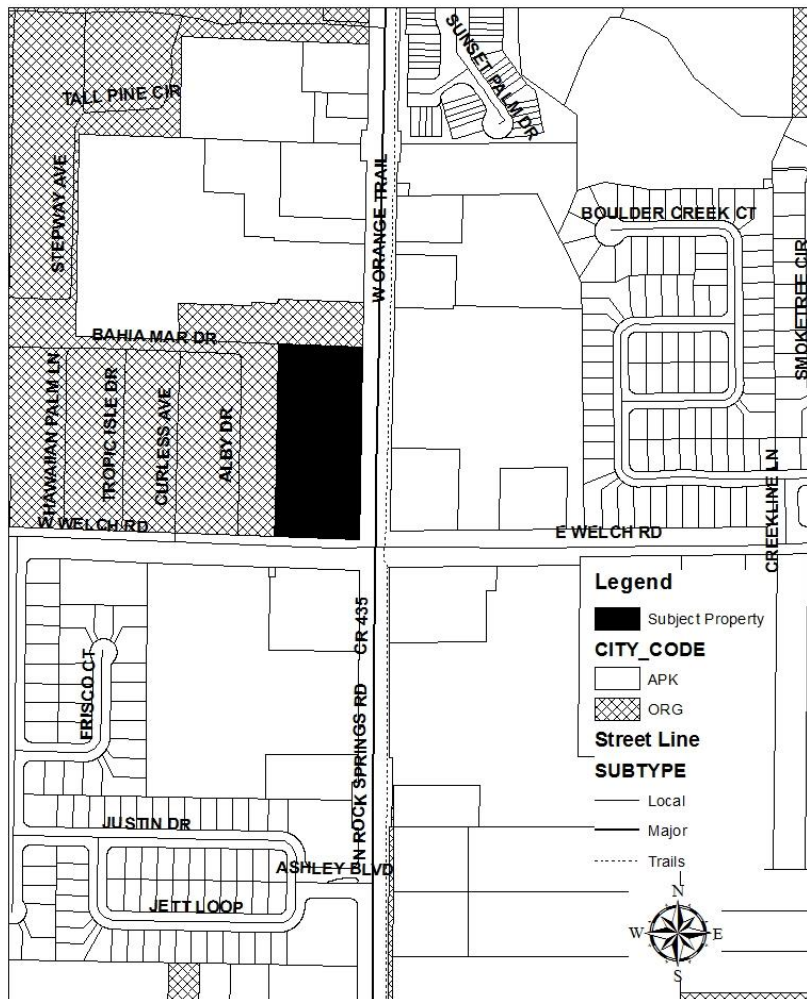 SUNSET PALM DR
TALL PINE CIR
STEPWAY AVE
W ORANGE TRAIL
BOULDER CREEK CT
SMOKETREE CIR
BAHIA MAR DR
HAWAIIAN PALM LN
TROPIC ISLE DR
CURLESS AVE
ALBY DR
W WELCH RD
E WELCH RD
CREEKLINE LN
FRISCO CT
N ROCK SPRINGS RD CR 435
JUSTIN DR
ASHLEY BLVD
JETT LOOP
Legend
Subject Property
CITY_CODE
APK
ORG
Street Line
SUBTYPE
Local
Major
Trails
N
W E
S